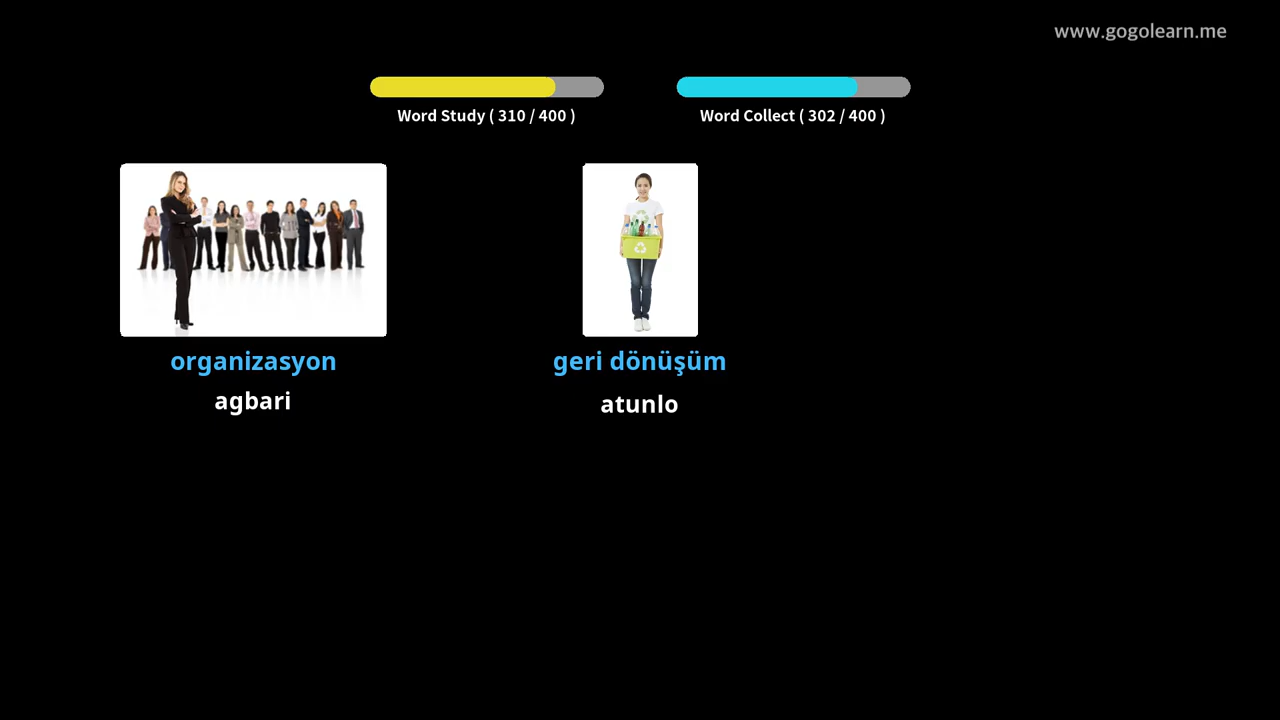 www.gogolearn.me
Word Study ( 310 / 400 )
Word Collect ( 302 / 400 )
organizasyon
agbari
geri dönüşüm
atunlo